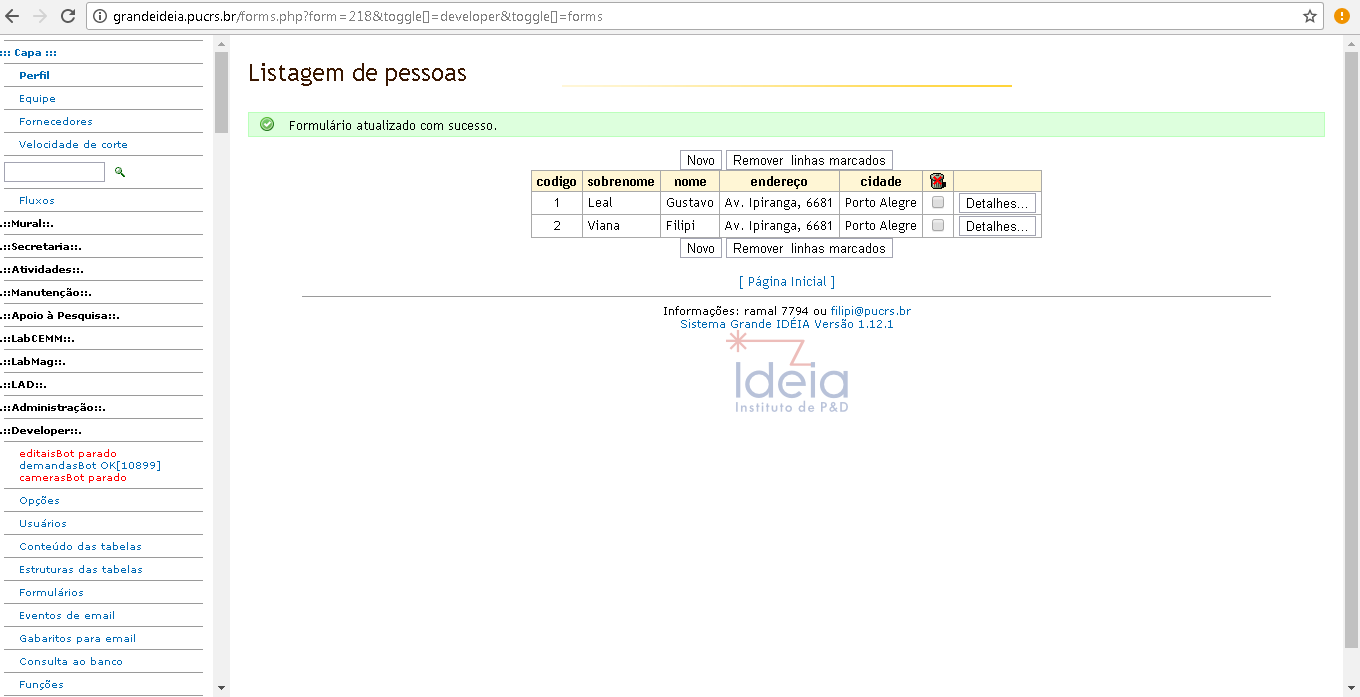 grandeideia.pucrs.br/forms.php?form=218&toggle[]=developer&toggle[]=forms
::: Capa :::
Perfil
Equipe
Fornecedores
Velocidade de corte
Fluxos
.::Mural::.
.::Secretaria::.
.::Atividades::.
.::Manutenção::.
.::Apoio à Pesquisa::.
.::LabCEMM::.
.::LabMag::.
.::LAD::.
.::Administração::.
.::Developer::.
editaisBot parado
demandasBot OK[10899]
camerasBot parado
Opções
Usuários
Conteúdo das tabelas
Estruturas das tabelas
Formulários
Eventos de email
Gabaritos para email
Consulta ao banco
Funções
Listagem de pessoas
Formulário atualizado com sucesso.
Novo Remover linhas marcados
codigo sobrenome nome endereço cidade
1 Leal Gustavo Av. Ipiranga, 6681 Porto Alegre Detalhes...
2 Viana Filipi Av. Ipiranga, 6681 Porto Alegre Detalhes...
Novo Remover linhas marcados
[ Página Inicial ]
Informações: ramal 7794 ou filipi@pucrs.br
Sistema Grande IDÉIA Versão 1.12.1
Ideia
Instituto de P&D